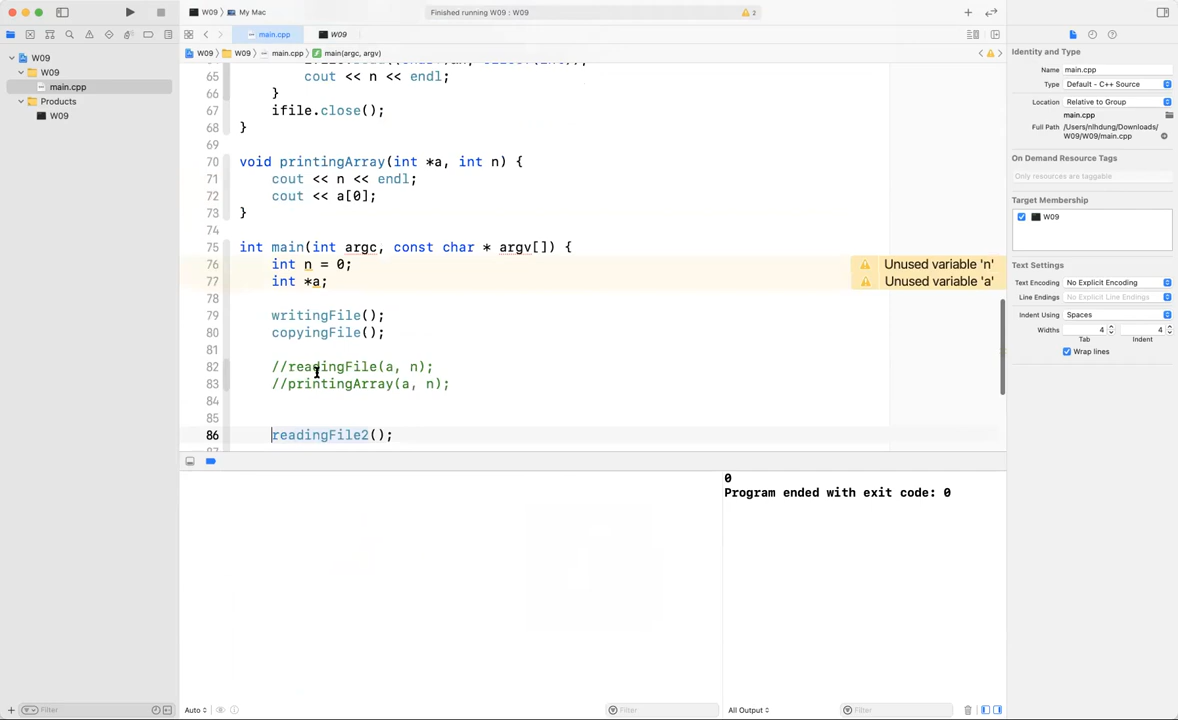 W09 〉 My Mac
Finished running W09 : W09
2
main.cpp
W09
W09 〉 W09 〉 main.cpp 〉 main(argc, argv)
W09
W09
main.cpp
Products
W09
65 cout << n << endl;
66 }
67 ifile.close();
68 }
69
70 void printingArray(int *a, int n) {
71 cout << n << endl;
72 cout << a[0];
73 }
74
75 int main(int argc, const char * argv[]) {
76 int n = 0; Unused variable 'n'
77 int *a; Unused variable 'a'
78
79 writingFile();
80 copyingFile();
81
82 //readingFile(a, n);
83 //printingArray(a, n);
84
85
86 readingFile2();
0
Program ended with exit code: 0
Auto
Filter
All Output
Filter
Filter
Identity and Type
Name main.cpp
Type Default - C++ Source
Location Relative to Group
main.cpp
Full Path /Users/nihdung/Downloads/
W09/W09/main.cpp
On Demand Resource Tags
Only resources are taggable
Target Membership
W09
Text Settings
Text Encoding No Explicit Encoding
Line Endings No Explicit Line Endings
Indent Using Spaces
Widths 4 4
Tab Indent
Wrap lines